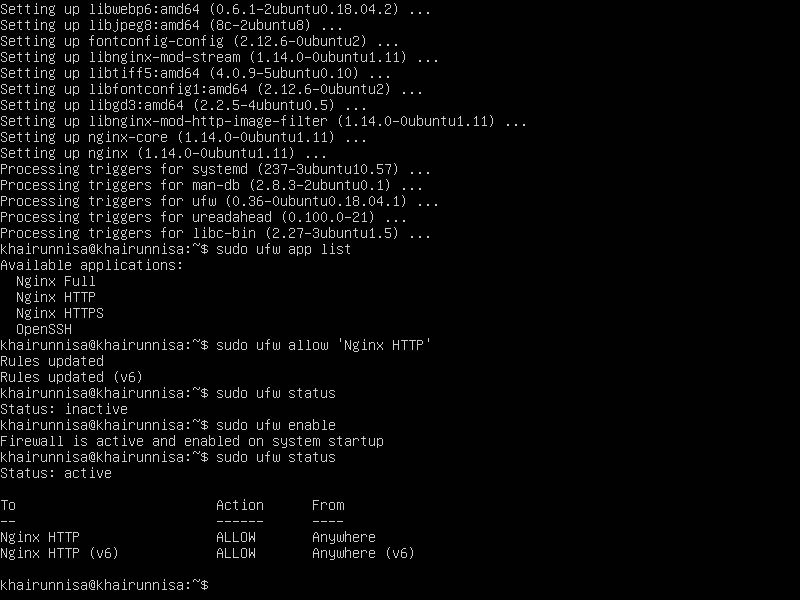 Setting up libwebp6:amd64 (0.6.1-2ubuntu0.18.04.2) ...
Setting up libjpeg8:amd64 (8c-2ubuntu8) ...
Setting up fontconfig-config (2.12.6-0ubuntu2) ...
Setting up libnginx-mod-stream (1.14.0-0ubuntu1.11) ...
Setting up libtiff5:amd64 (4.0.9-5ubuntu0.10) ...
Setting up libfontconfig1:amd64 (2.12.6-0ubuntu2) ...
Setting up libgd3:amd64 (2.2.5-4ubuntu0.5) ...
Setting up libnginx-mod-http-image-filter (1.14.0-0ubuntu1.11) ...
Setting up nginx-core (1.14.0-0ubuntu1.11) ...
Setting up nginx (1.14.0-0ubuntu1.11) ...
Processing triggers for systemd (237-3ubuntu10.57) ...
Processing triggers for man-db (2.8.3-2ubuntu0.1) ...
Processing triggers for ufw (0.36-0ubuntu0.18.04.1) ...
Processing triggers for ureadahead (0.100.0-21) ...
Processing triggers for libc-bin (2.27-3ubuntu1.5) ...
khairunnisa@khairunnisa:~$ sudo ufw app list
Available applications:
  Nginx Full
  Nginx HTTP
  Nginx HTTPS
  OpenSSH
khairunnisa@khairunnisa:~$ sudo ufw allow 'Nginx HTTP'
Rules updated
Rules updated (v6)
khairunnisa@khairunnisa:~$ sudo ufw status
Status: inactive
khairunnisa@khairunnisa:~$ sudo ufw enable
Firewall is active and enabled on system startup
khairunnisa@khairunnisa:~$ sudo ufw status
Status: active
To                         Action      From
--                         ------      ----
Nginx HTTP                 ALLOW       Anywhere
Nginx HTTP (v6)            ALLOW       Anywhere (v6)
khairunnisa@khairunnisa:~$